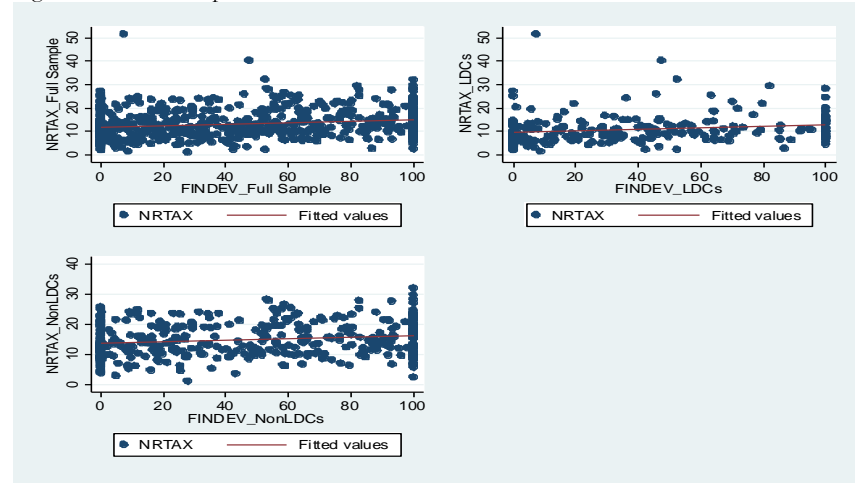 NRTAX_Full Sample
50
40
30
20
10
0
0 20 40 60 80 100
FINDEV_Full Sample
NRTAX Fitted values
NRTAX_LDCs
50
40
30
20
10
0
0 20 40 60 80 100
FINDEV_LDCs
NRTAX Fitted values
NRTAX_NonLDCs
40
30
20
10
0
0 20 40 60 80 100
FINDEV_NonLDCs
NRTAX Fitted values